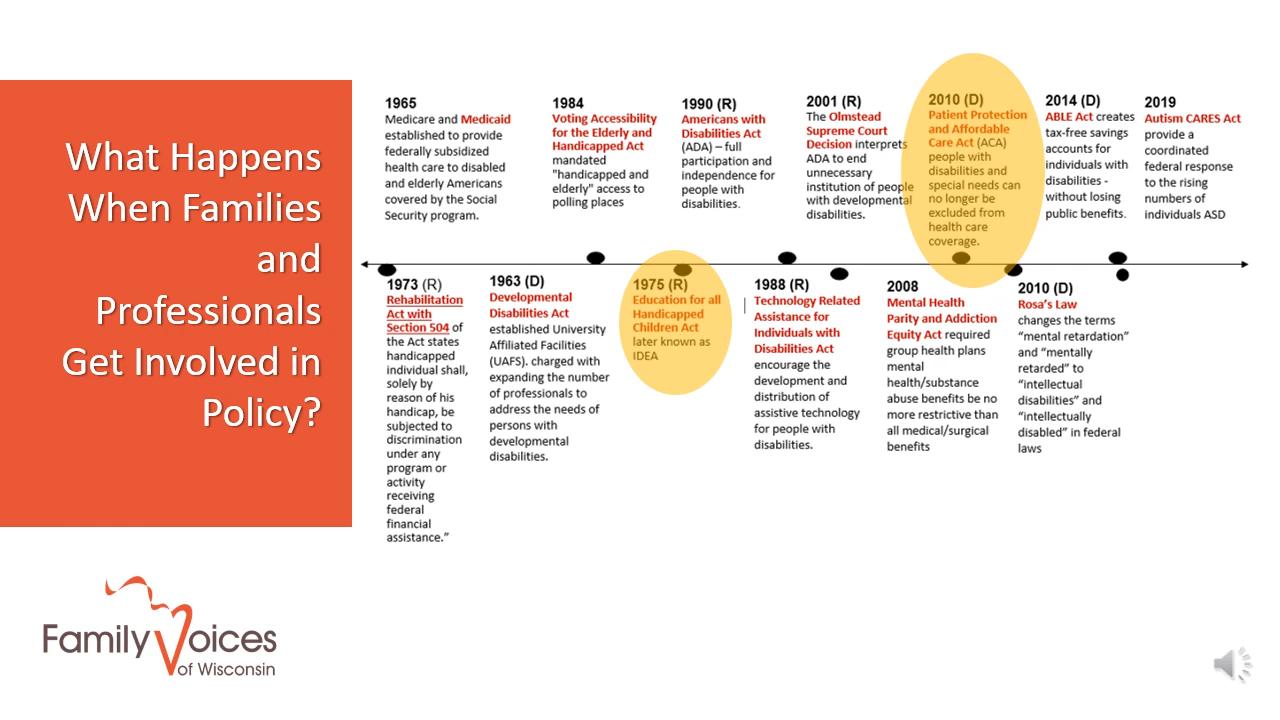 What Happens
When Families
and
Professionals
Get Involved in
Policy?
1965
Medicare and Medicaid
established to provide
federally subsidized
health care to disabled
and elderly Americans
covered by the Social
Security program.
1984
Voting Accessibility
for the Elderly and
Handicapped Act
mandated
"handicapped and
elderly" access to
polling places
1990 (R)
Americans with
Disabilities Act
(ADA) – full
participation and
independence for
people with
disabilities.
2001 (R)
The Olmstead
Supreme Court
Decision interprets
ADA to end
unnecessary
institution of people
with developmental
disabilities.
2010 (D)
Patient Protection
and Affordable
Care Act (ACA)
people with
disabilities and
special needs can
no longer be
excluded from
health care
coverage.
2014 (D)
ABLE Act creates
tax-free savings
accounts for
individuals with
disabilities -
without losing
public benefits.
2019
Autism CARES Act
provide a
coordinated
federal response
to the rising
numbers of
individuals ASD
1973 (R)
Rehabilitation
Act with
Section 504 of
the Act states
handicapped
individual shall,
solely by
reason of his
handicap, be
subjected to
discrimination
under any
program or
activity
receiving
federal
financial
assistance.”
1963 (D)
Developmental
Disabilities Act
established University
Affiliated Facilities
(UAFS). charged with
expanding the number
of professionals to
address the needs of
persons with
developmental
disabilities.
1975 (R)
Education for all
Handicapped
Children Act
later known as
IDEA
1988 (R)
Technology Related
Assistance for
Individuals with
Disabilities Act
encourage the
development and
distribution of
assistive technology
for people with
disabilities.
2008
Mental Health
Parity and Addiction
Equity Act required
group health plans
mental
health/substance
abuse benefits be no
more restrictive than
all medical/surgical
benefits
2010 (D)
Rosa’s Law
changes the terms
“mental retardation”
and “mentally
retarded” to
“intellectual
disabilities” and
“intellectually
disabled” in federal
laws
Family Voices
of Wisconsin